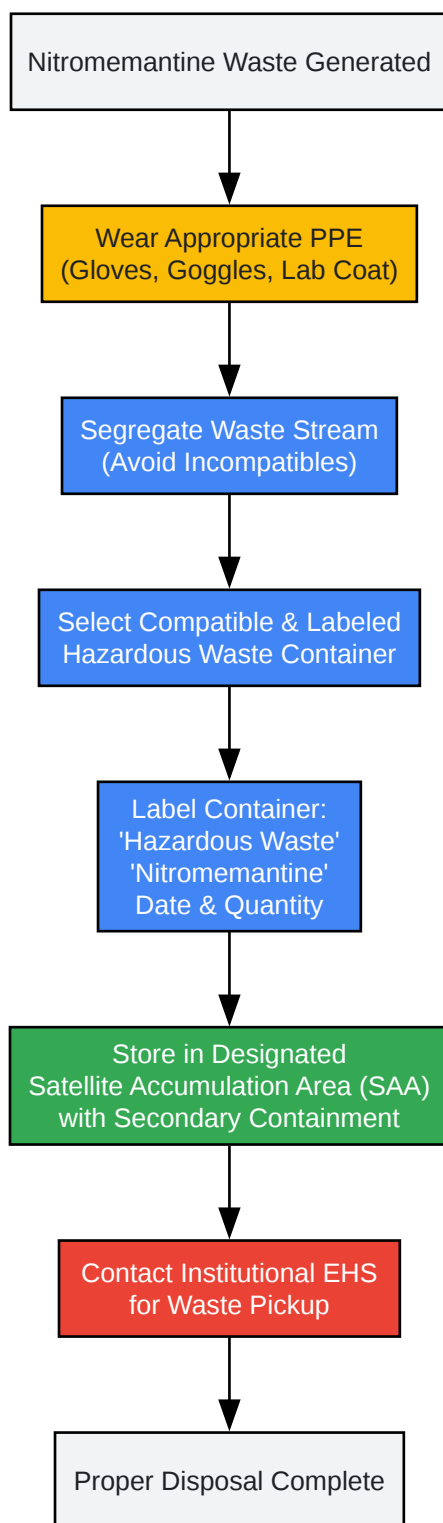 Nitromemantine Waste Generated
Wear Appropriate PPE
(Gloves, Goggles, Lab Coat)
Segregate Waste Stream
(Avoid Incompatibles)
Select Compatible & Labeled
Hazardous Waste Container
Label Container:
'Hazardous Waste'
'Nitromemantine'
Date & Quantity
Store in Designated
Satellite Accumulation Area (SAA)
with Secondary Containment
Contact Institutional EHS
for Waste Pickup
Proper Disposal Complete